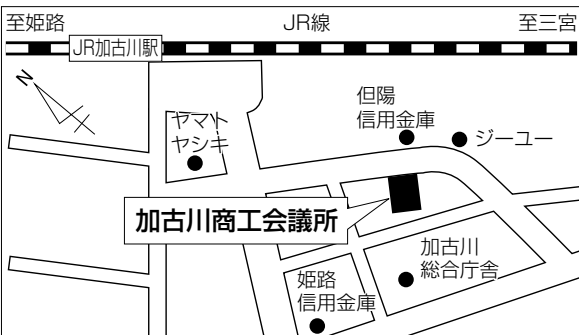 至姫路
JR線
至三宮
JR加古川駅
N
ヤマト
ヤシキ
但陽
信用金庫
ジーユー
加古川商工会議所
加古川
総合庁舎
姫路
信用金庫